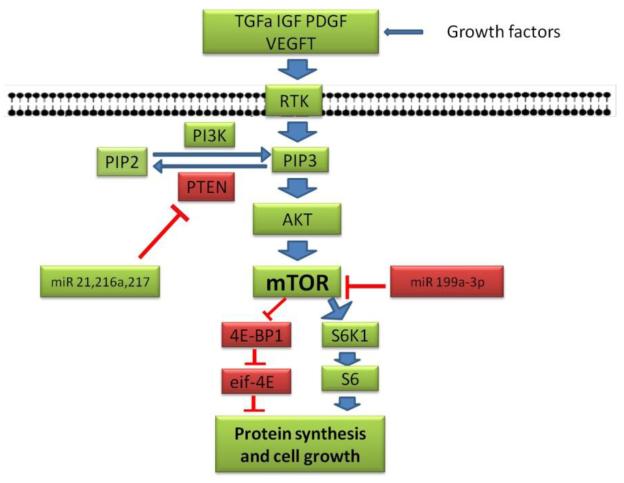 TGFa IGF PDGF
VEGFT
Growth factors
RTK
PI3K
PIP2
PIP3
PTEN
AKT
miR 21,216a,217
mTOR
miR 199a-3p
4E-BP1
S6K1
eif-4E
S6
Protein synthesis
and cell growth